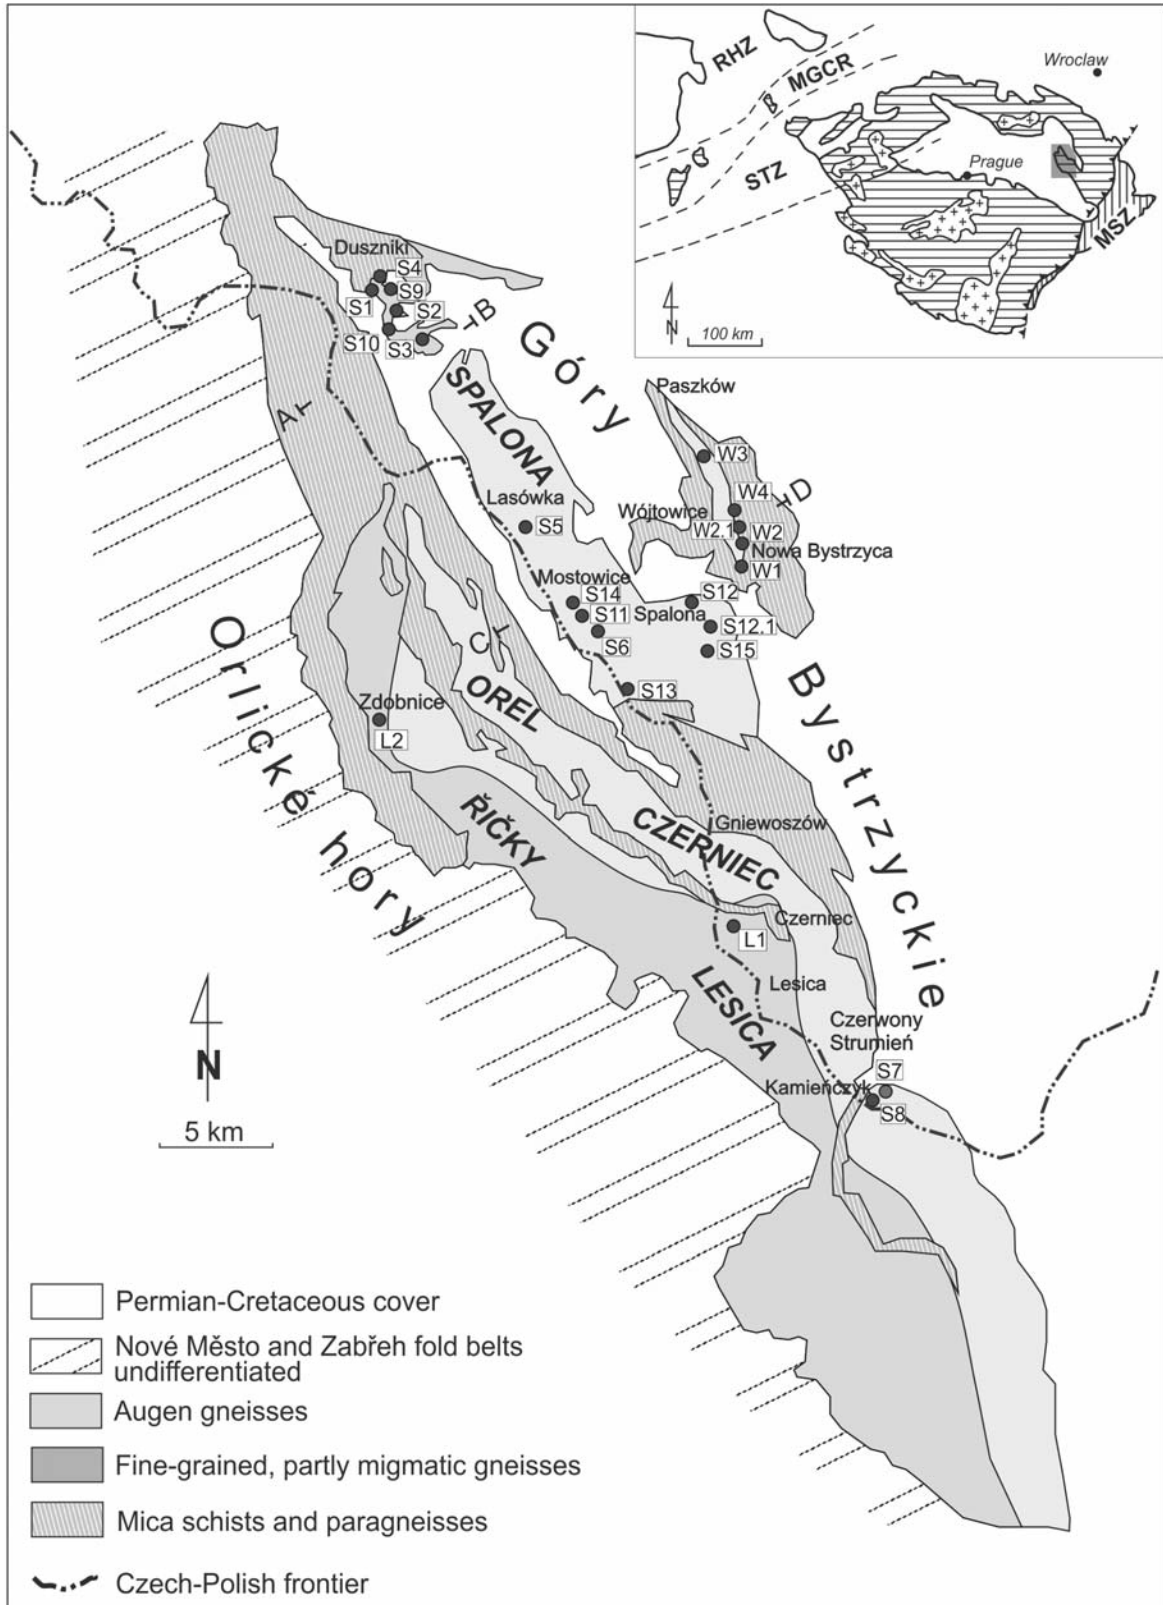 RHZ
MGCR
STZ
MSZ
Wroclaw
Prague
N
100 km
Duszniki
S4
S9
S1
S2
S10
S3
B
Góry
SPALONA
A
Paszków
W3
D
W4
Lasówka
S5
Wójtowice
W2.1
W2
Nowa Bystrzyca
W1
Mostowice
S14
S12
S11
Spalona
S12.1
S6
S15
C
OREL
S13
Zdobnice
L2
Orlické hory
Bystrzyckie
ŘIČKY
CZERNIEC
Gniewoszów
Czerniec
L1
LESICA
Lesica
Czerwony
Strumień
S7
Kamieńczyk
S8
N
5 km
Permian-Cretaceous cover
Nové Město and Zabřeh fold belts
undifferentiated
Augen gneisses
Fine-grained, partly migmatic gneisses
Mica schists and paragneisses
Czech-Polish frontier